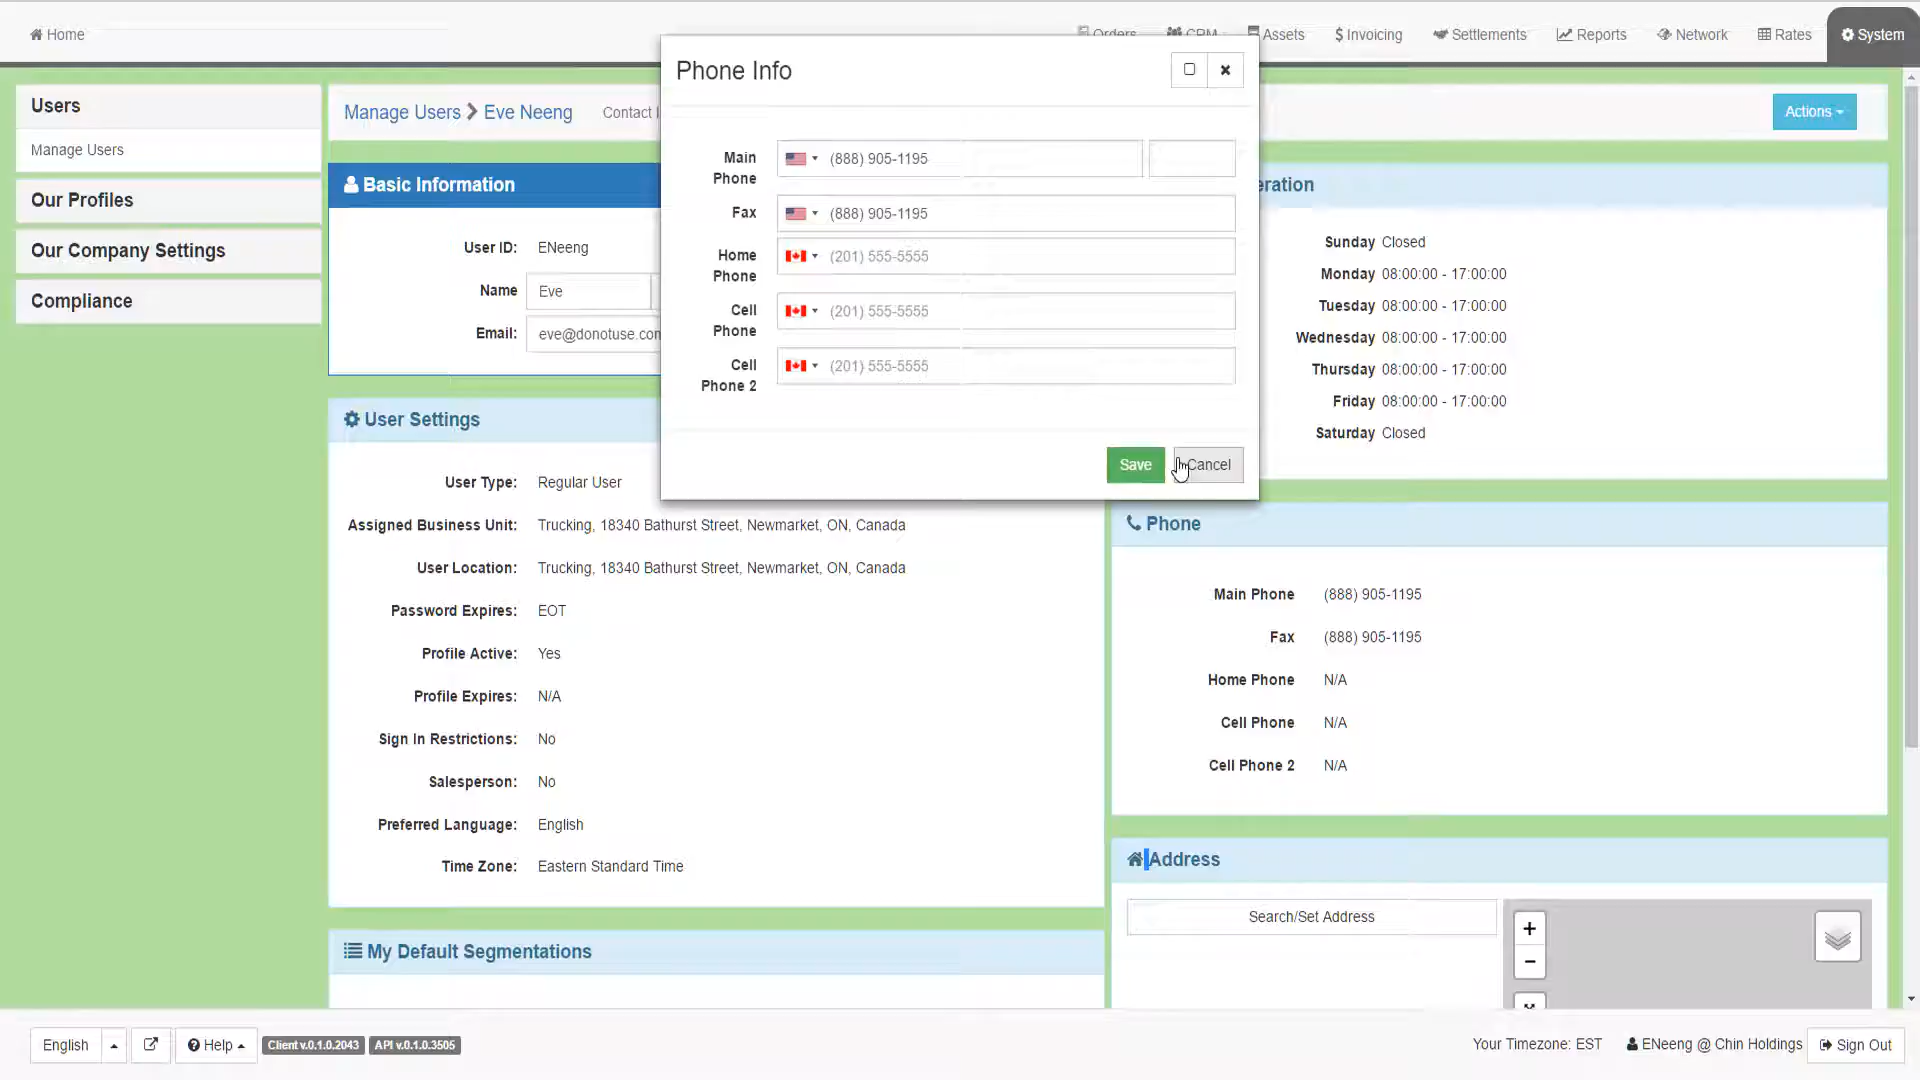 Home
Orders
CRM
Assets
Invoicing
Settlements
Reports
Network
Rates
System
Users
Manage Users
Our Profiles
Our Company Settings
Compliance
Manage Users Eve Neeng Contact I
Actions
Basic Information
User ID: ENeeng
Name Eve
Email: eve@donotuse.com
User Settings
User Type: Regular User
Assigned Business Unit: Trucking, 18340 Bathurst Street, Newmarket, ON, Canada
User Location: Trucking, 18340 Bathurst Street, Newmarket, ON, Canada
Password Expires: EOT
Profile Active: Yes
Profile Expires: N/A
Sign In Restrictions: No
Salesperson: No
Preferred Language: English
Time Zone: Eastern Standard Time
My Default Segmentations
Phone Info
Main Phone (888) 905-1195
Fax (888) 905-1195
Home Phone (201) 555-5555
Cell Phone (201) 555-5555
Cell Phone 2 (201) 555-5555
Save
Cancel
eration
Sunday Closed
Monday 08:00:00 - 17:00:00
Tuesday 08:00:00 - 17:00:00
Wednesday 08:00:00 - 17:00:00
Thursday 08:00:00 - 17:00:00
Friday 08:00:00 - 17:00:00
Saturday Closed
Phone
Main Phone (888) 905-1195
Fax (888) 905-1195
Home Phone N/A
Cell Phone N/A
Cell Phone 2 N/A
Address
Search/Set Address
+
−
English
Help
Client v.0.1.0.2043
API v.0.1.0.3505
Your Timezone: EST
ENeeng @ Chin Holdings
Sign Out